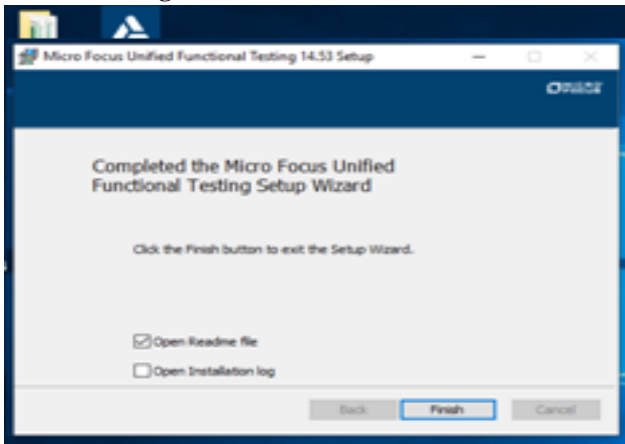 Micro Focus Unified Functional Testing 14.53 Setup
Completed the Micro Focus Unified
Functional Testing Setup Wizard
Click the Finish button to exit the Setup Wizard.
Open Readme file
Open Installation log
Back Finish Cancel